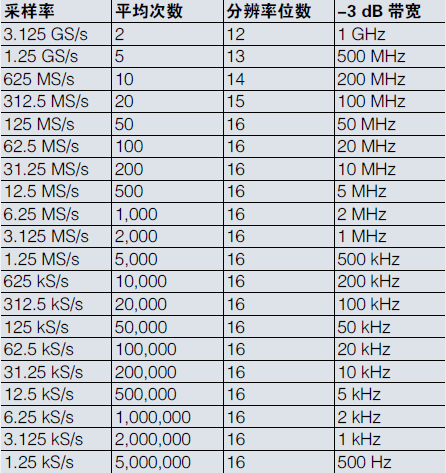 采样率 平均次数 分辨率位数 –3 dB 带宽
3.125 GS/s 2 12 1 GHz
1.25 GS/s 5 13 500 MHz
625 MS/s 10 14 200 MHz
312.5 MS/s 20 15 100 MHz
125 MS/s 50 16 50 MHz
62.5 MS/s 100 16 20 MHz
31.25 MS/s 200 16 10 MHz
12.5 MS/s 500 16 5 MHz
6.25 MS/s 1,000 16 2 MHz
3.125 MS/s 2,000 16 1 MHz
1.25 MS/s 5,000 16 500 kHz
625 kS/s 10,000 16 200 kHz
312.5 kS/s 20,000 16 100 kHz
125 kS/s 50,000 16 50 kHz
62.5 kS/s 100,000 16 20 kHz
31.25 kS/s 200,000 16 10 kHz
12.5 kS/s 500,000 16 5 kHz
6.25 kS/s 1,000,000 16 2 kHz
3.125 kS/s 2,000,000 16 1 kHz
1.25 kS/s 5,000,000 16 500 Hz